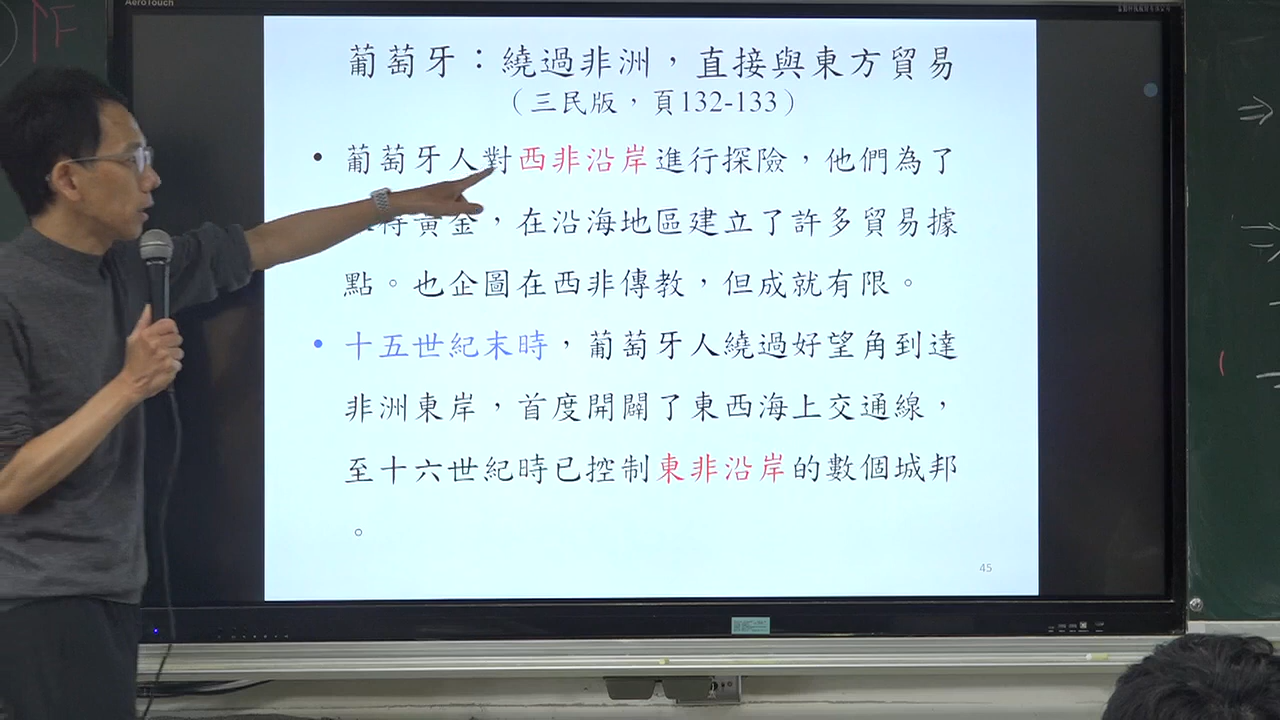 AeroTouch
葡萄牙：繞過非洲，直接與東方貿易
（三民版，頁132-133）
• 葡萄牙人對西非沿岸進行探險，他們為了
得黃金，在沿海地區建立了許多貿易據
點。也企圖在西非傳教，但成就有限。
• 十五世紀末時，葡萄牙人繞過好望角到達
非洲東岸，首度開闢了東西海上交通線，
至十六世紀時已控制東非沿岸的數個城邦
。
45